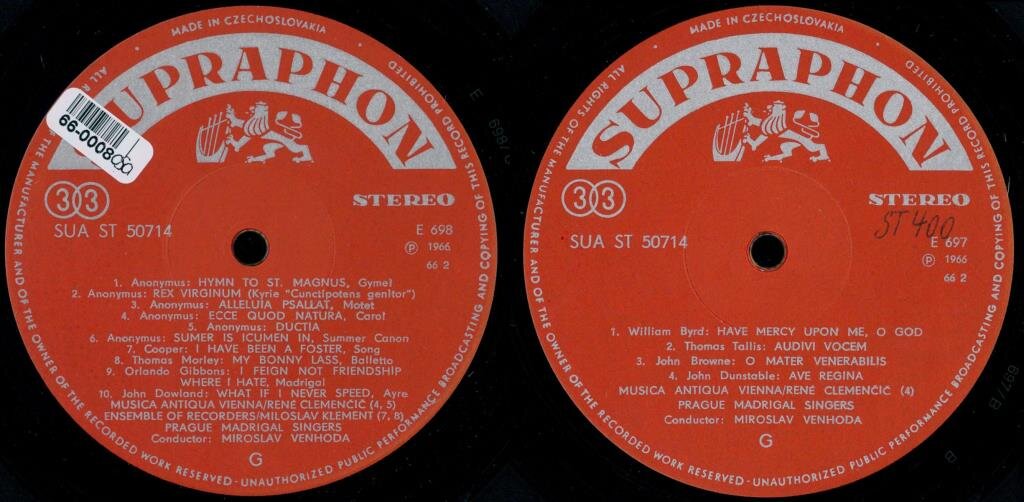 MADE IN CZECHOSLOVAKIA
SUPRAPHON
66-0008
33
STEREO
SUA ST 50714
E 698
Ⓟ 1966
66 2
1. Anonymus: HYMN TO ST. MAGNUS, Gymel
2. Anonymus: REX VIRGINUM (Kyrie "Cunctipotens genitor")
3. Anonymus: ALLELUIA PSALLAT, Motet
4. Anonymus: ECCE QUOD NATURA, Carol
5. Anonymus: DUCTIA
6. Anonymus: SUMER IS ICUMEN IN, Summer Canon
7. Cooper: I HAVE BEEN A FOSTER, Song
8. Thomas Morley: MY BONNY LASS, Balletto
9. Orlando Gibbons: I FEIGN NOT FRIENDSHIP
WHERE I HATE, Madrigal
10. John Dowland: WHAT IF I NEVER SPEED, Ayre
MUSICA ANTIQUA VIENNA/RENÉ CLEMENČIČ (4, 5)
ENSEMBLE OF RECORDERS/MILOSLAV KLEMENT (7, 8)
PRAGUE MADRIGAL SINGERS
Conductor: MIROSLAV VENHODA
G
ALL R THE MANUFACTURER AND OF THE OWNER OF THE RECORDED WORK RESERVED - UNAUTHORIZED PUBLIC PERFORMANCE BROADCASTING AND COPYING OF THIS RECORD PROHIBITED
MADE IN CZECHOSLOVAKIA
SUPRAPHON
33
STEREO
ST 400
SUA ST 50714
E 697
Ⓟ 1966
66 2
1. William Byrd: HAVE MERCY UPON ME, O GOD
2. Thomas Tallis: AUDIVI VOCEM
3. John Browne: O MATER VENERABILIS
4. John Dunstable: AVE REGINA
MUSICA ANTIQUA VIENNA/RENÉ CLEMENČIČ (4)
PRAGUE MADRIGAL SINGERS
Conductor: MIROSLAV VENHODA
G
ALL RIGHTS OF THE MANUFACTURER AND OF THE OWNER OF THE RECORDED WORK RESERVED - UNAUTHORIZED PUBLIC PERFORMANCE BROADCASTING AND COPYING OF THIS RECORD PROHIBITED
697/B
B